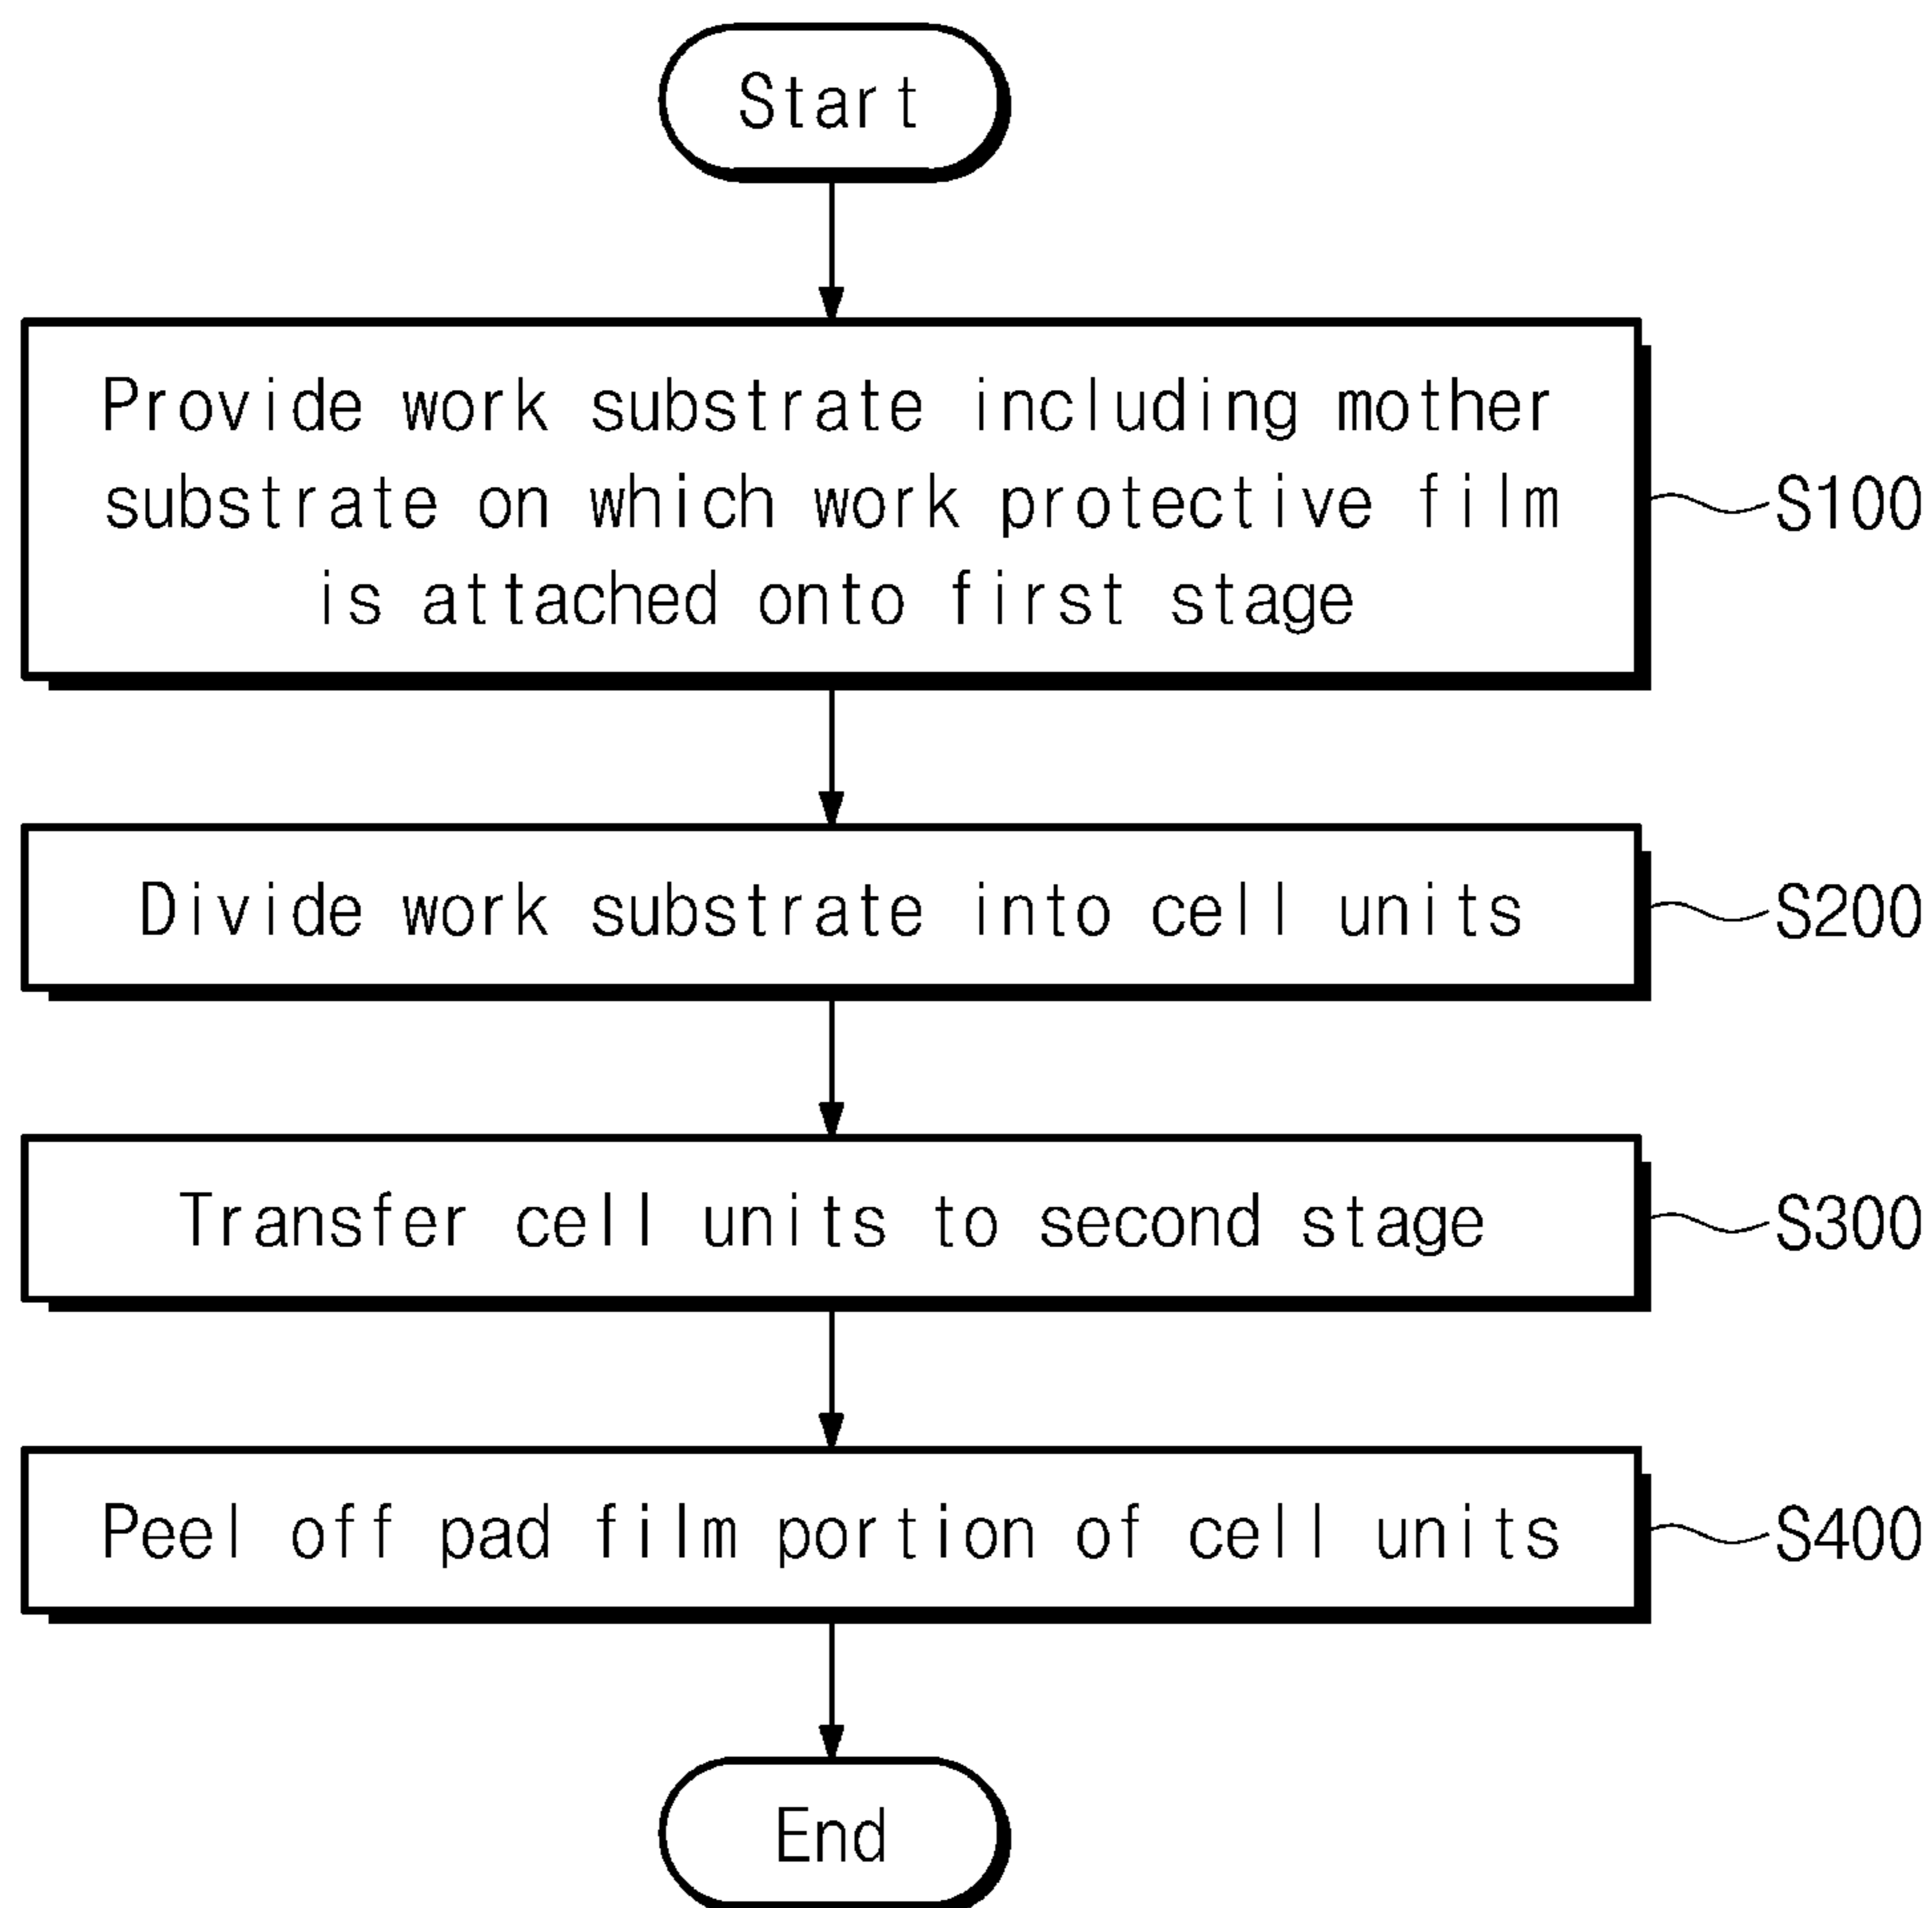 Start
Provide work substrate including mother
substrate on which work protective film
is attached onto first stage
S100
Divide work substrate into cell units
S200
Transfer cell units to second stage
S300
Peel off pad film portion of cell units
S400
End